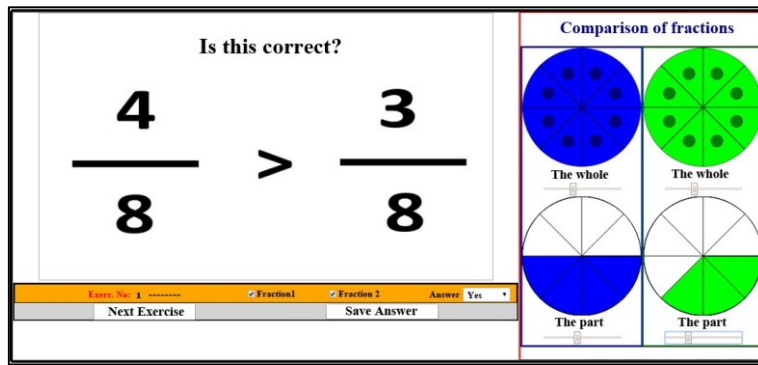 Is this correct?
4
8
>
3
8
Exerc. No: 1 --------
Fraction1
Fraction 2
Answer Yes
Next Exercise
Save Answer
Comparison of fractions
The whole
The whole
The part
The part